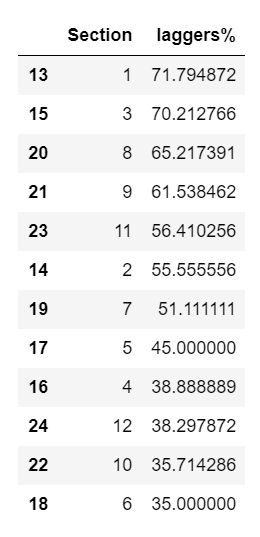 Section laggers%
13 1 71.794872
15 3 70.212766
20 8 65.217391
21 9 61.538462
23 11 56.410256
14 2 55.555556
19 7 51.111111
17 5 45.000000
16 4 38.888889
24 12 38.297872
22 10 35.714286
18 6 35.000000